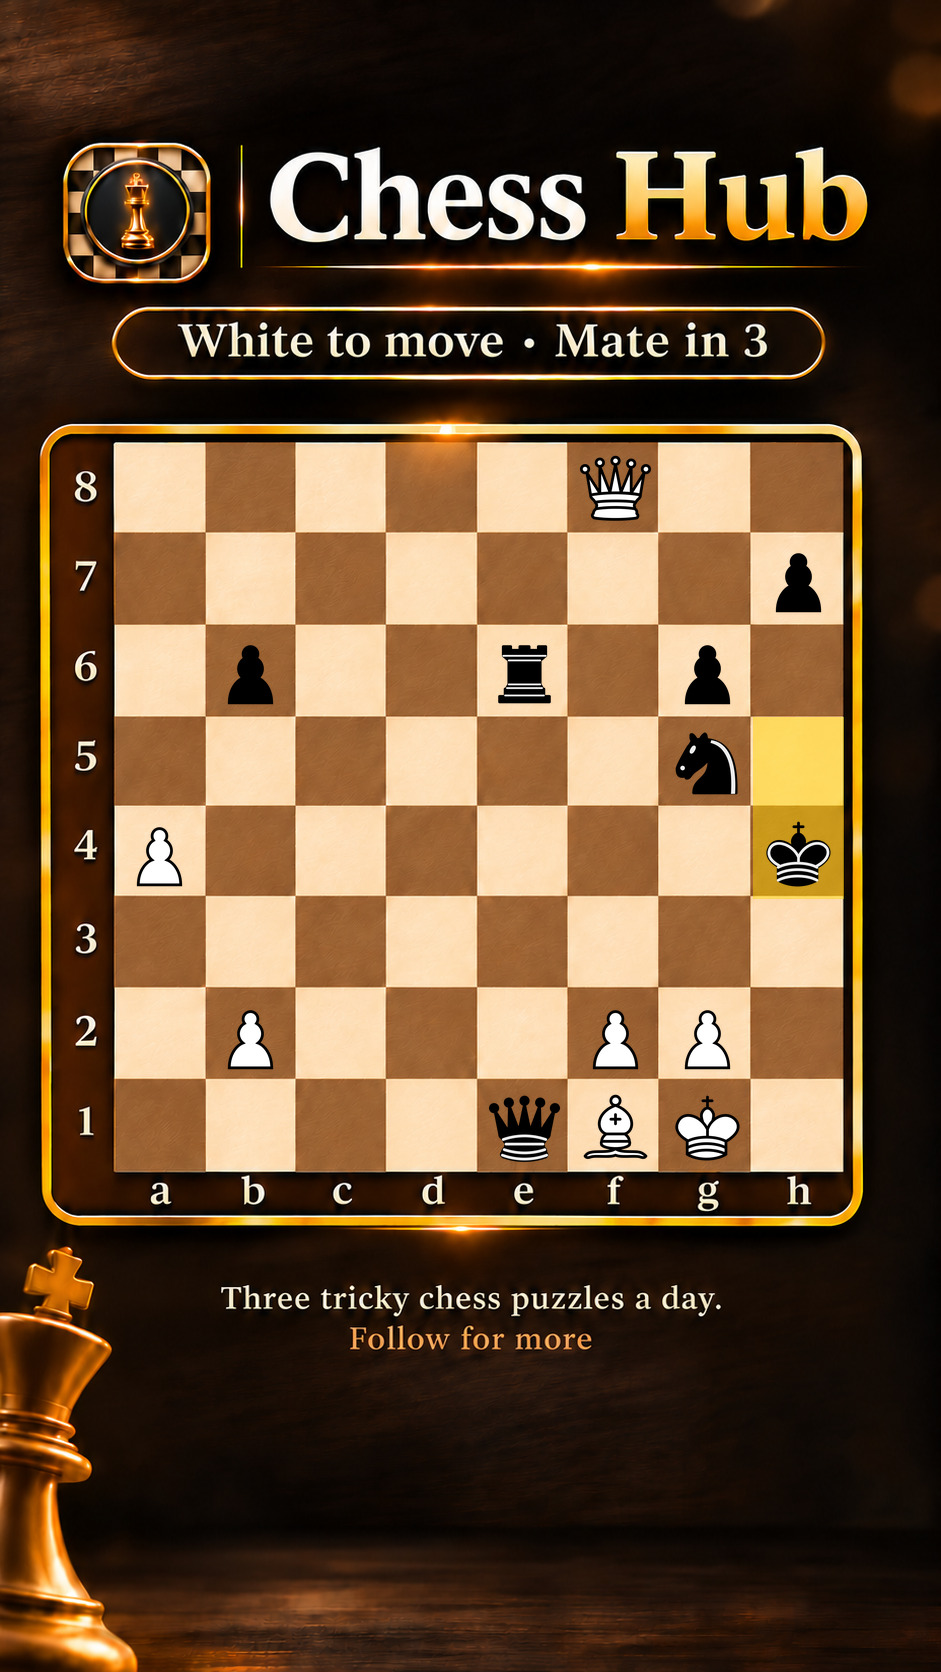 Chess Hub
White to move • Mate in 3
8
7
6
5
4
3
2
1
a b c d e f g h
Three tricky chess puzzles a day.
Follow for more